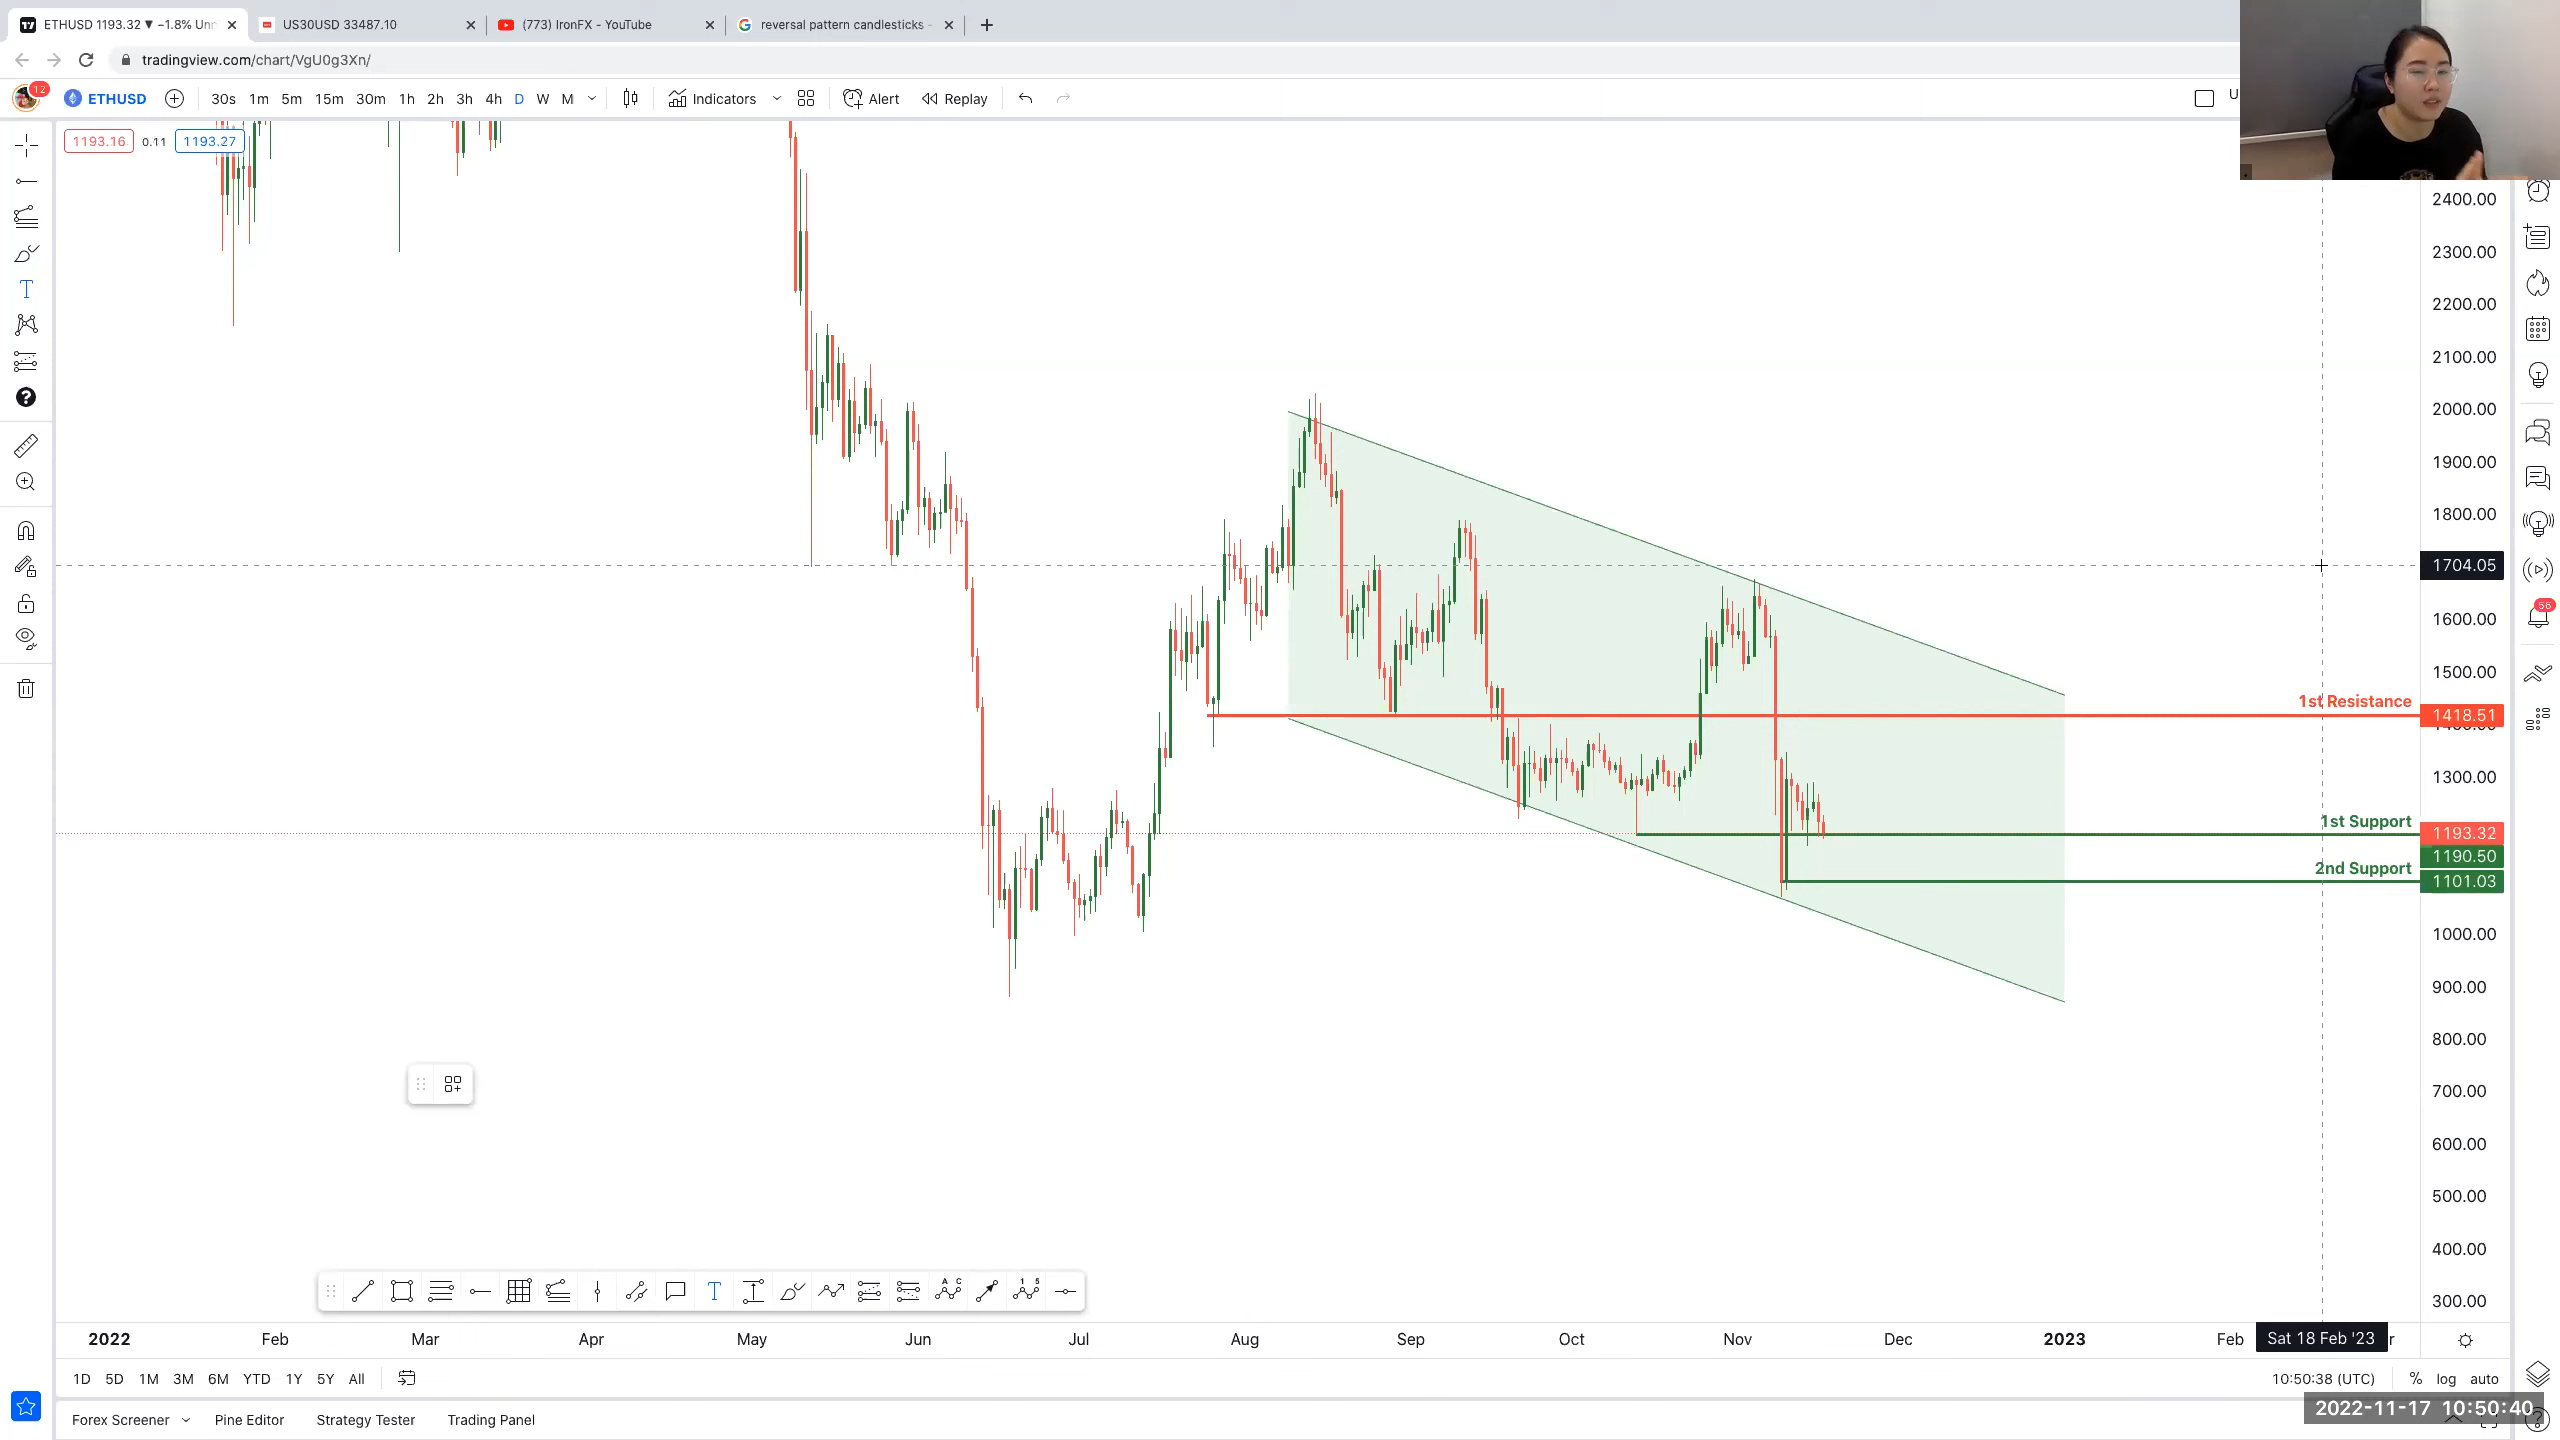 ETHUSD 1193.32 ▼ −1.8% Unn
US30USD 33487.10
(773) IronFX - YouTube
reversal pattern candlesticks -
tradingview.com/chart/VgU0g3Xn/
12
ETHUSD
30s 1m 5m 15m 30m 1h 2h 3h 4h D W M
Indicators
Alert
Replay
U
1193.16 0.11 1193.27
2400.00
2300.00
2200.00
2100.00
2000.00
1900.00
1800.00
1704.05
1600.00
56
1500.00
1st Resistance
1418.51
1300.00
1st Support
1193.32
1190.50
2nd Support
1101.03
1000.00
900.00
800.00
700.00
600.00
500.00
400.00
300.00
2022 Feb Mar Apr May Jun Jul Aug Sep Oct Nov Dec 2023 Feb Sat 18 Feb '23 r
1D 5D 1M 3M 6M YTD 1Y 5Y All
10:50:38 (UTC) % log auto
Forex Screener Pine Editor Strategy Tester Trading Panel
2022-11-17 10:50:40